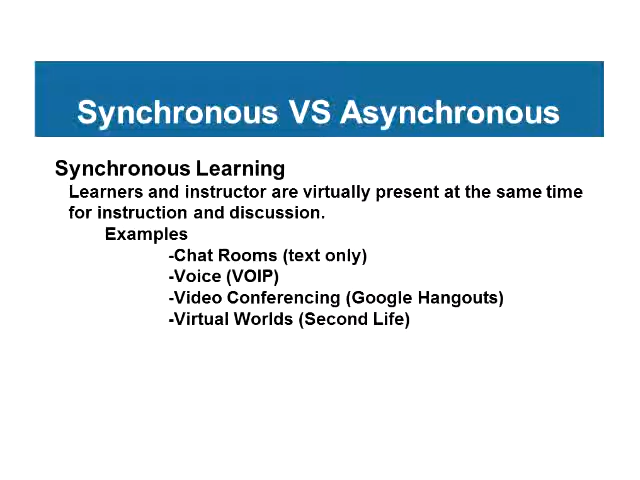 Synchronous VS Asynchronous
Synchronous Learning
Learners and instructor are virtually present at the same time
for instruction and discussion.
Examples
-Chat Rooms (text only)
-Voice (VOIP)
-Video Conferencing (Google Hangouts)
-Virtual Worlds (Second Life)